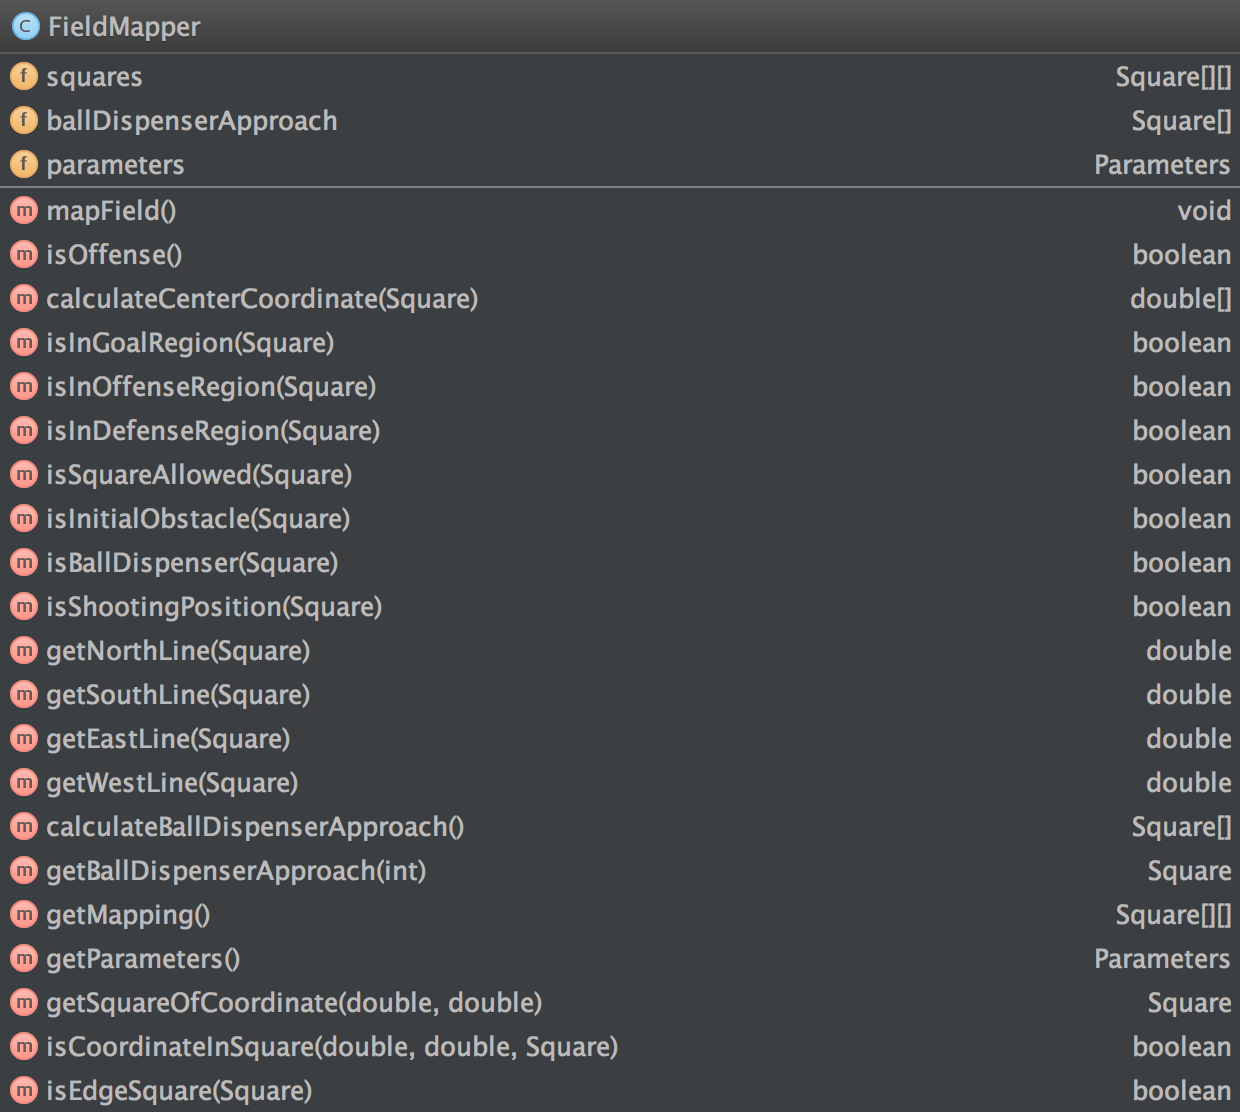 C FieldMapper
f squares Square[][]
f ballDispenserApproach Square[]
f parameters Parameters
m mapField() void
m isOffense() boolean
m calculateCenterCoordinate(Square) double[]
m isInGoalRegion(Square) boolean
m isInOffenseRegion(Square) boolean
m isInDefenseRegion(Square) boolean
m isSquareAllowed(Square) boolean
m isInitialObstacle(Square) boolean
m isBallDispenser(Square) boolean
m isShootingPosition(Square) boolean
m getNorthLine(Square) double
m getSouthLine(Square) double
m getEastLine(Square) double
m getWestLine(Square) double
m calculateBallDispenserApproach() Square[]
m getBallDispenserApproach(int) Square
m getMapping() Square[][]
m getParameters() Parameters
m getSquareOfCoordinate(double, double) Square
m isCoordinateInSquare(double, double, Square) boolean
m isEdgeSquare(Square) boolean